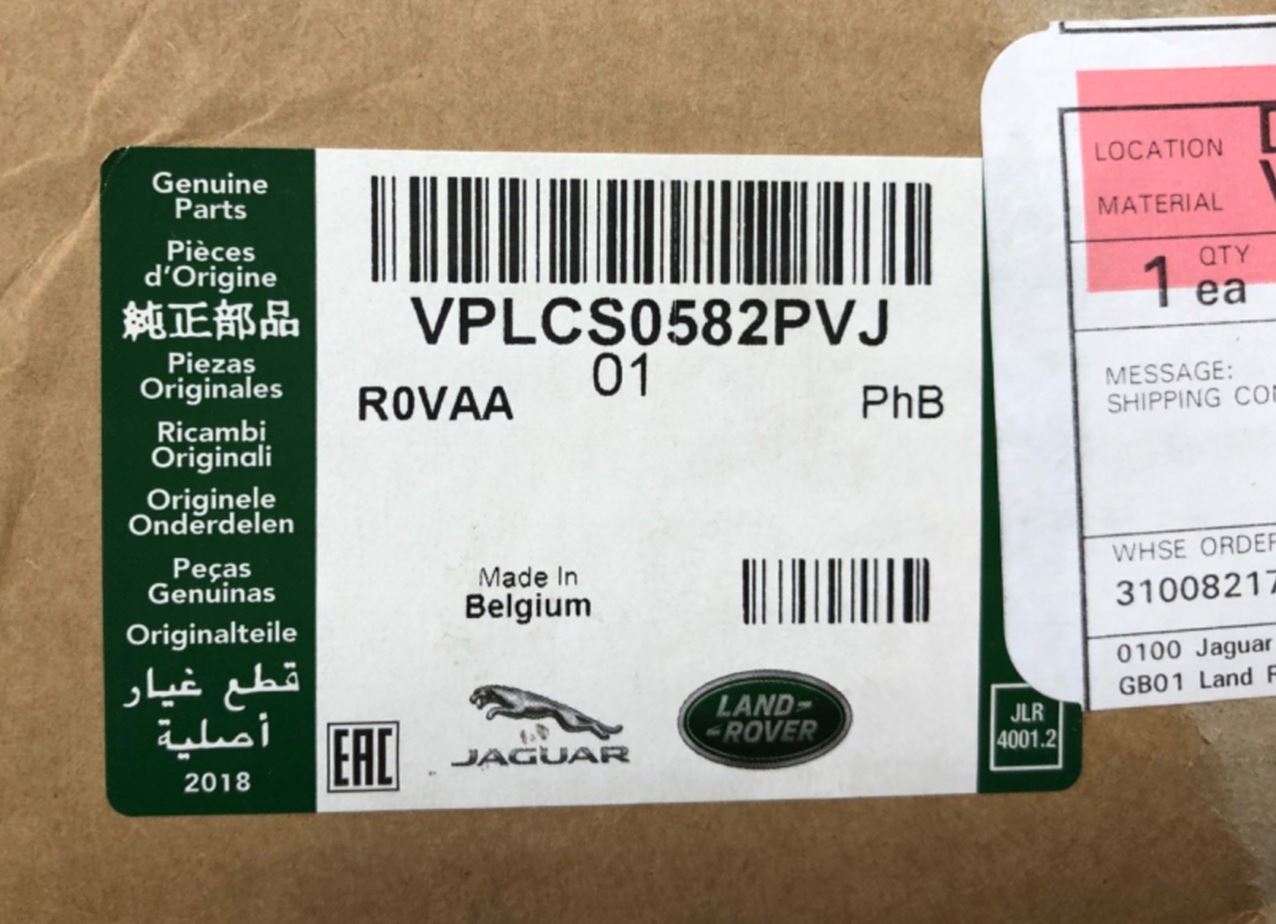 Genuine
Parts
Pièces
d'Origine
純正部品
Piezas
Originales
Ricambi
Originali
Originele
Onderdelen
Peças
Genuinas
Originalteile
قطع غيار
أصلية
2018
VPLCS0582PVJ
01
R0VAA
PhB
Made In
Belgium
EAC
JAGUAR
LAND-
-ROVER
JLR
4001.2
LOCATION
MATERIAL
QTY
1 ea
MESSAGE:
SHIPPING
WHSE ORDER
31008217
0100 Jaguar
GB01 Land